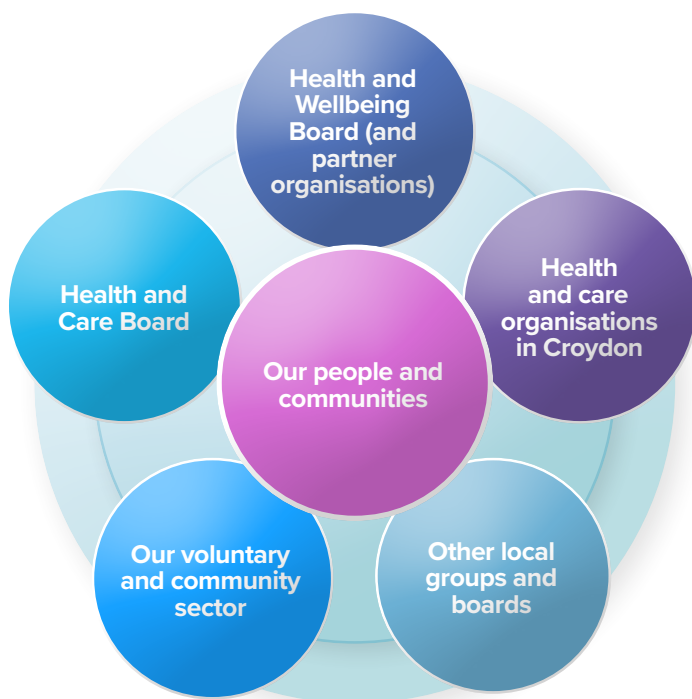 Health and
Wellbeing
Board (and
partner
organisations)
Health and
Care Board
Health
and care
organisations
in Croydon
Our people and
communities
Our voluntary
and community
sector
Other local
groups and
boards